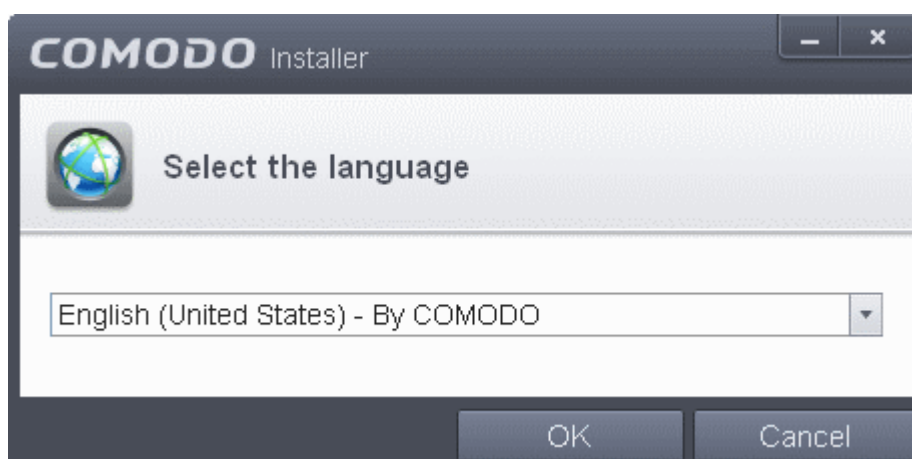 COMODO Installer
Select the language
English (United States) - By COMODO
OK Cancel